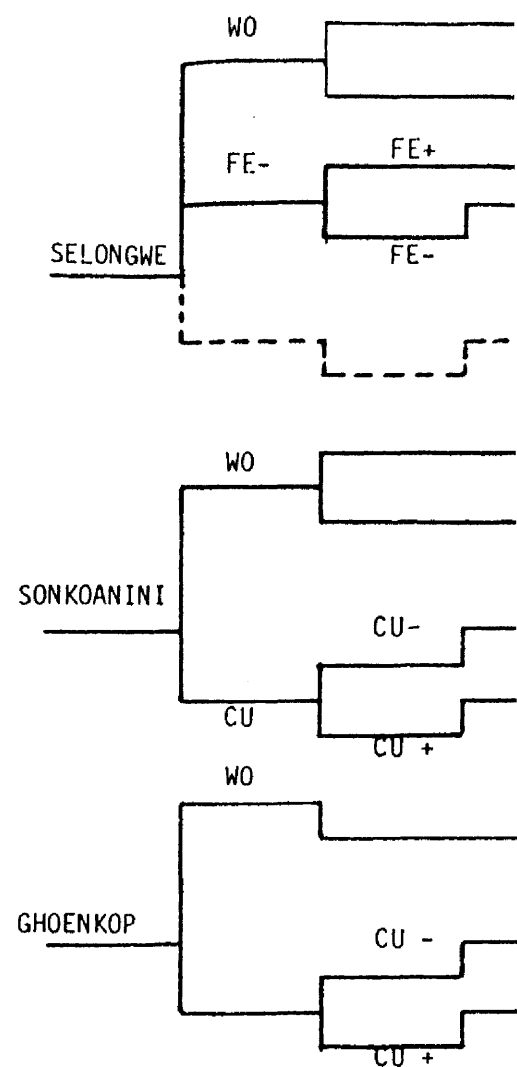 WO
FE-
FE+
SELONGWE
FE-
WO
SONKOANINI
CU-
CU
CU +
WO
GHOENKOP
CU -
CU +